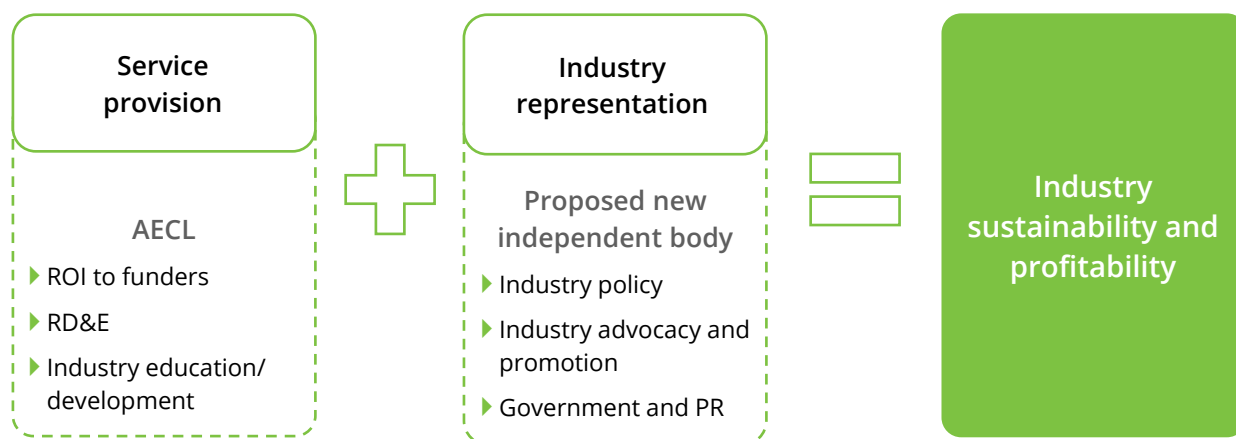 Service
provision
AECL
ROI to funders
RD&E
Industry education/
development
Industry
representation
Proposed new
independent body
Industry policy
Industry advocacy and
promotion
Government and PR
Industry
sustainability and
profitability